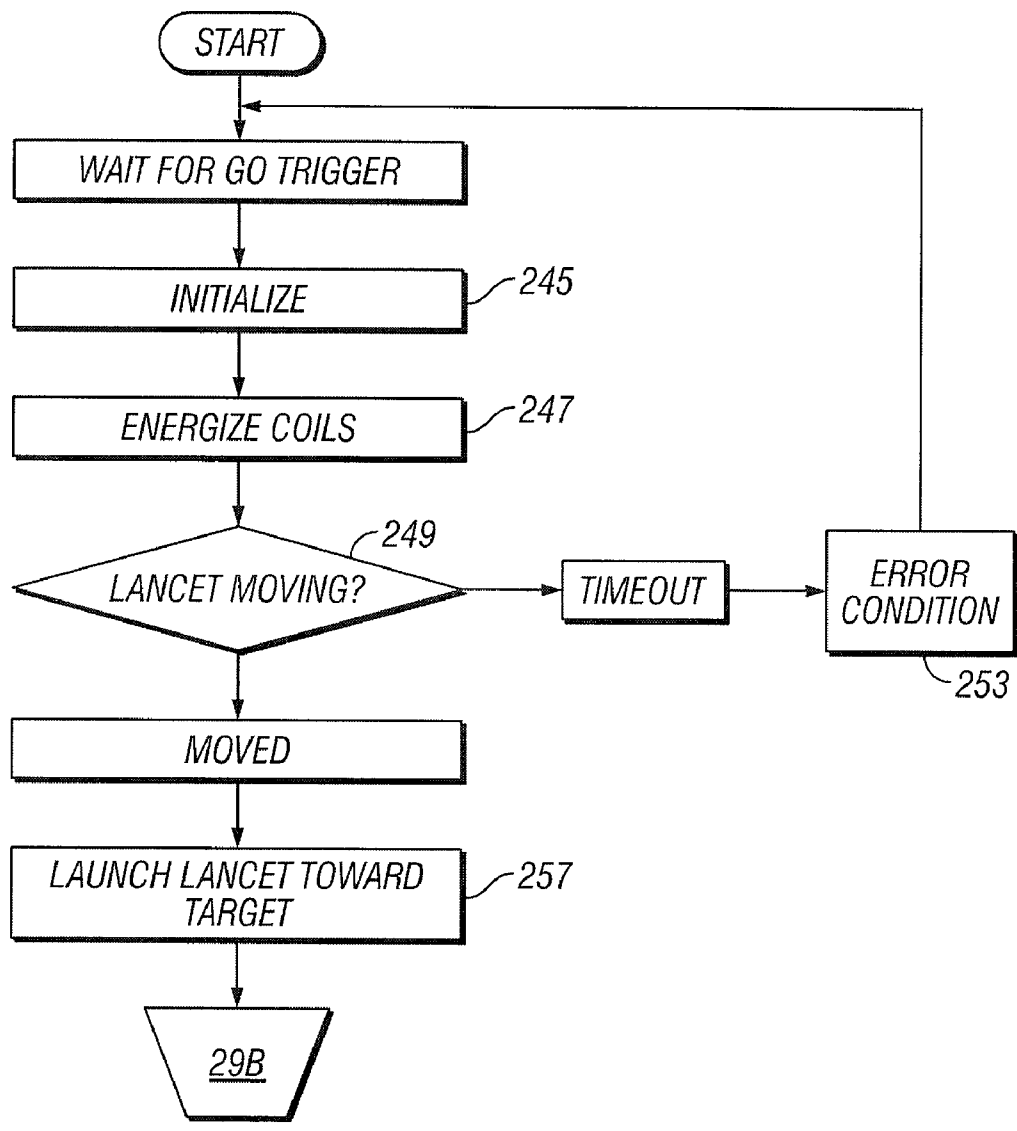 START
WAIT FOR GO TRIGGER
INITIALIZE
245
ENERGIZE COILS
247
249
LANCET MOVING?
TIMEOUT
ERROR
CONDITION
253
MOVED
LAUNCH LANCET TOWARD
TARGET
257
29B